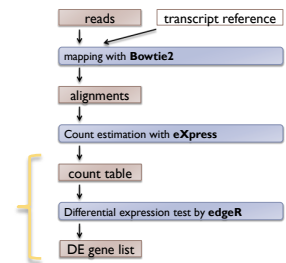 reads
transcript reference
mapping with Bowtie2
alignments
Count estimation with eXpress
count table
Differential expression test by edgeR
DE gene list